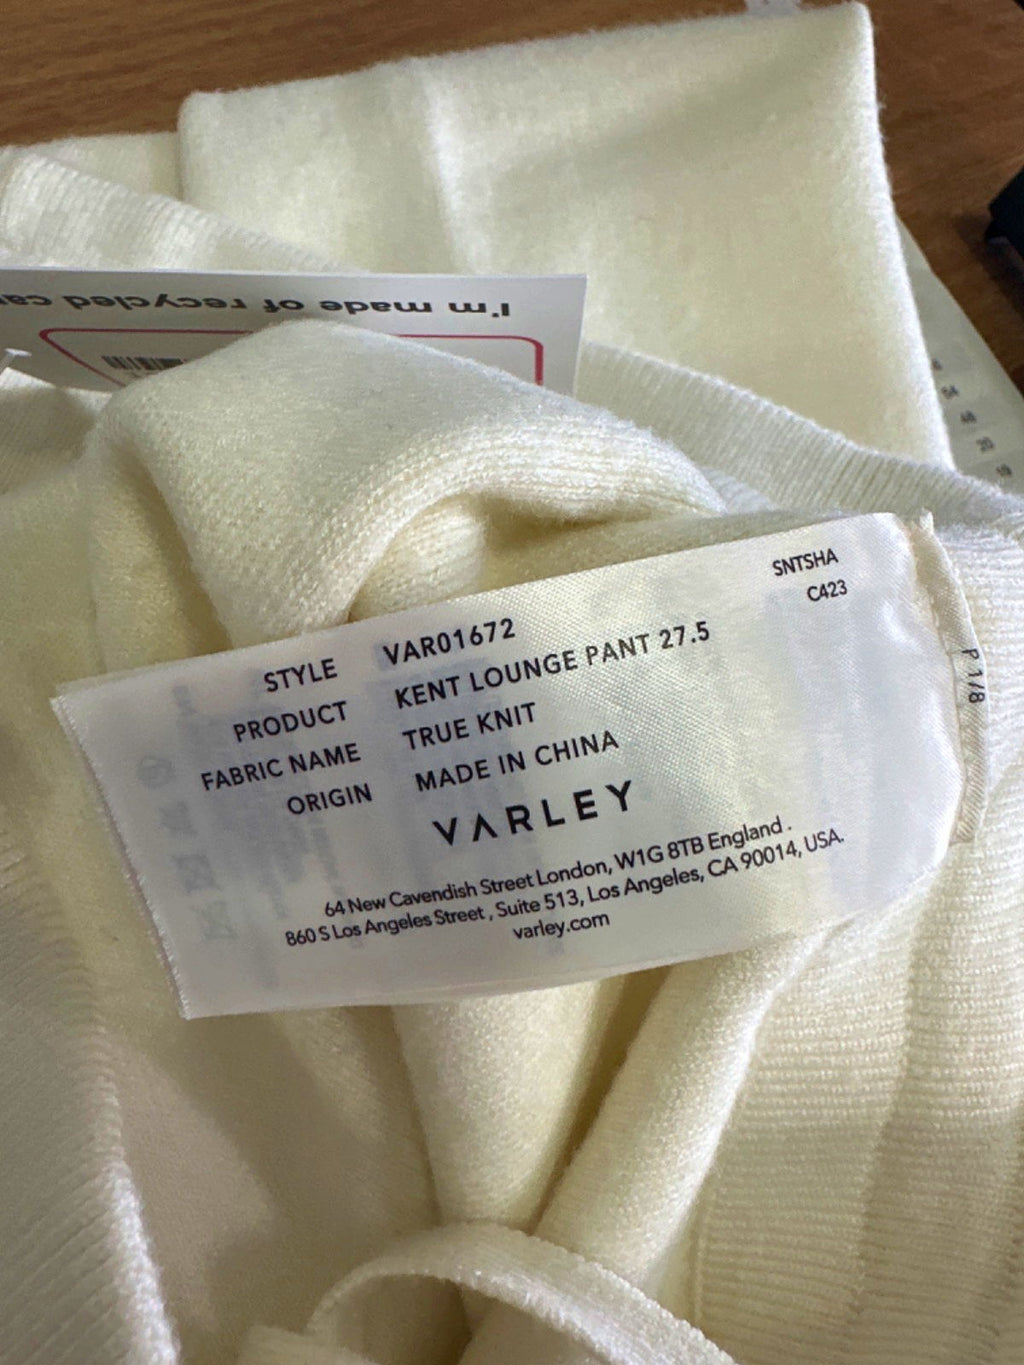 I'm made of recycled
SNTSHA
C423
STYLE VAR01672
PRODUCT KENT LOUNGE PANT 27.5
FABRIC NAME TRUE KNIT
ORIGIN MADE IN CHINA
VARLEY
64 New Cavendish Street London, W1G 8TB England .
860 S Los Angeles Street , Suite 513, Los Angeles, CA 90014, USA.
varley.com
P 1/8